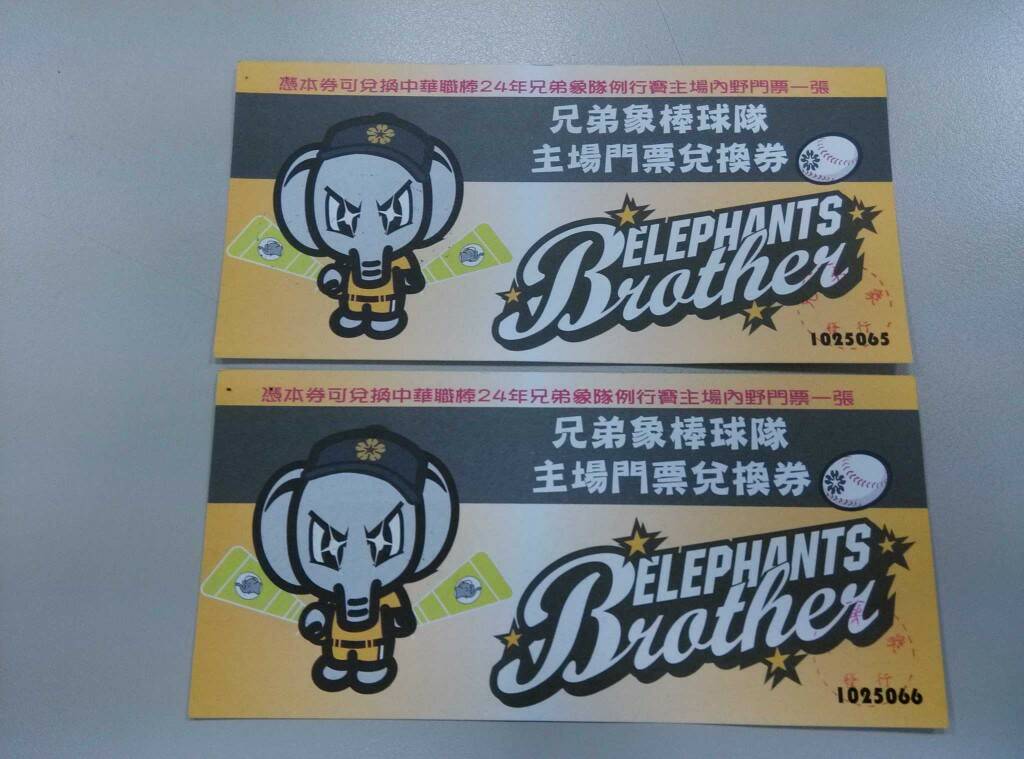 憑本券可兌換中華職棒24年兄弟象隊例行賽主場內野門票一張
兄弟象棒球隊
主場門票兌換券
ELEPHANTS
Brother
發行
1025065
憑本券可兌換中華職棒24年兄弟象隊例行賽主場內野門票一張
兄弟象棒球隊
主場門票兌換券
ELEPHANTS
Brother
發行
1025066